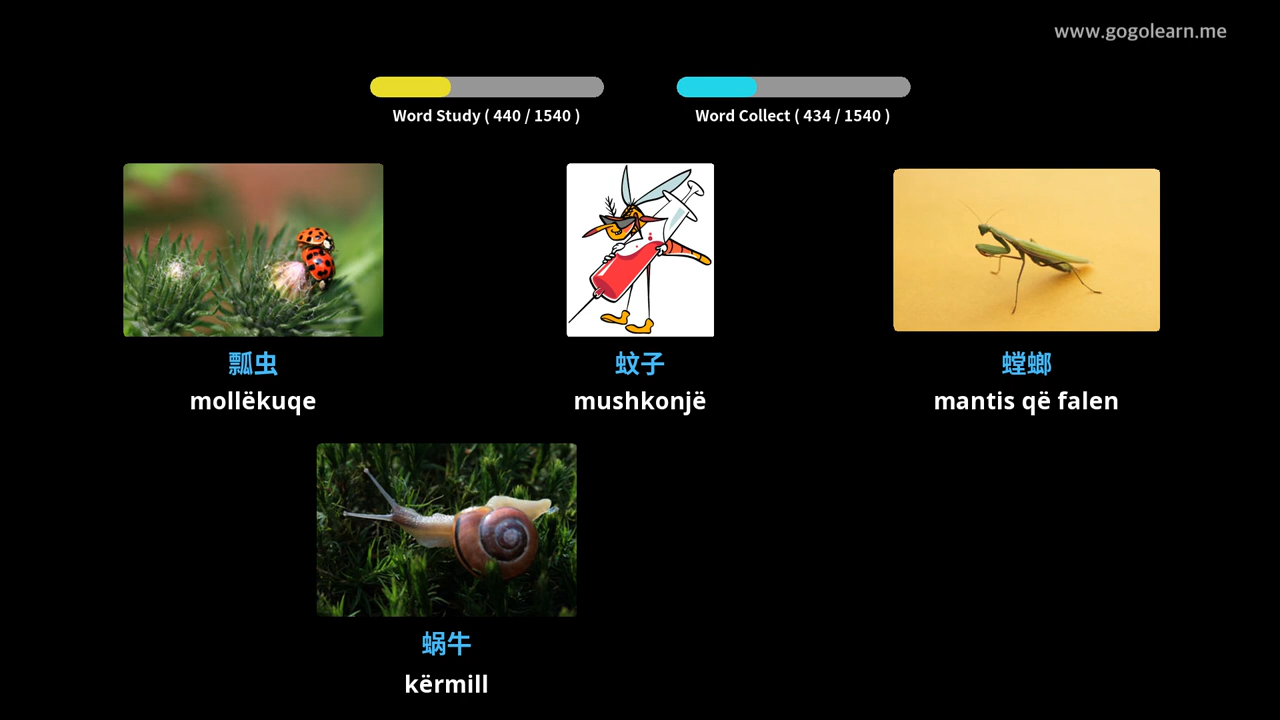 www.gogolearn.me
Word Study ( 440 / 1540 )
Word Collect ( 434 / 1540 )
瓢虫
mollëkuqe
蚊子
mushkonjë
螳螂
mantis që falen
蜗牛
kërmill